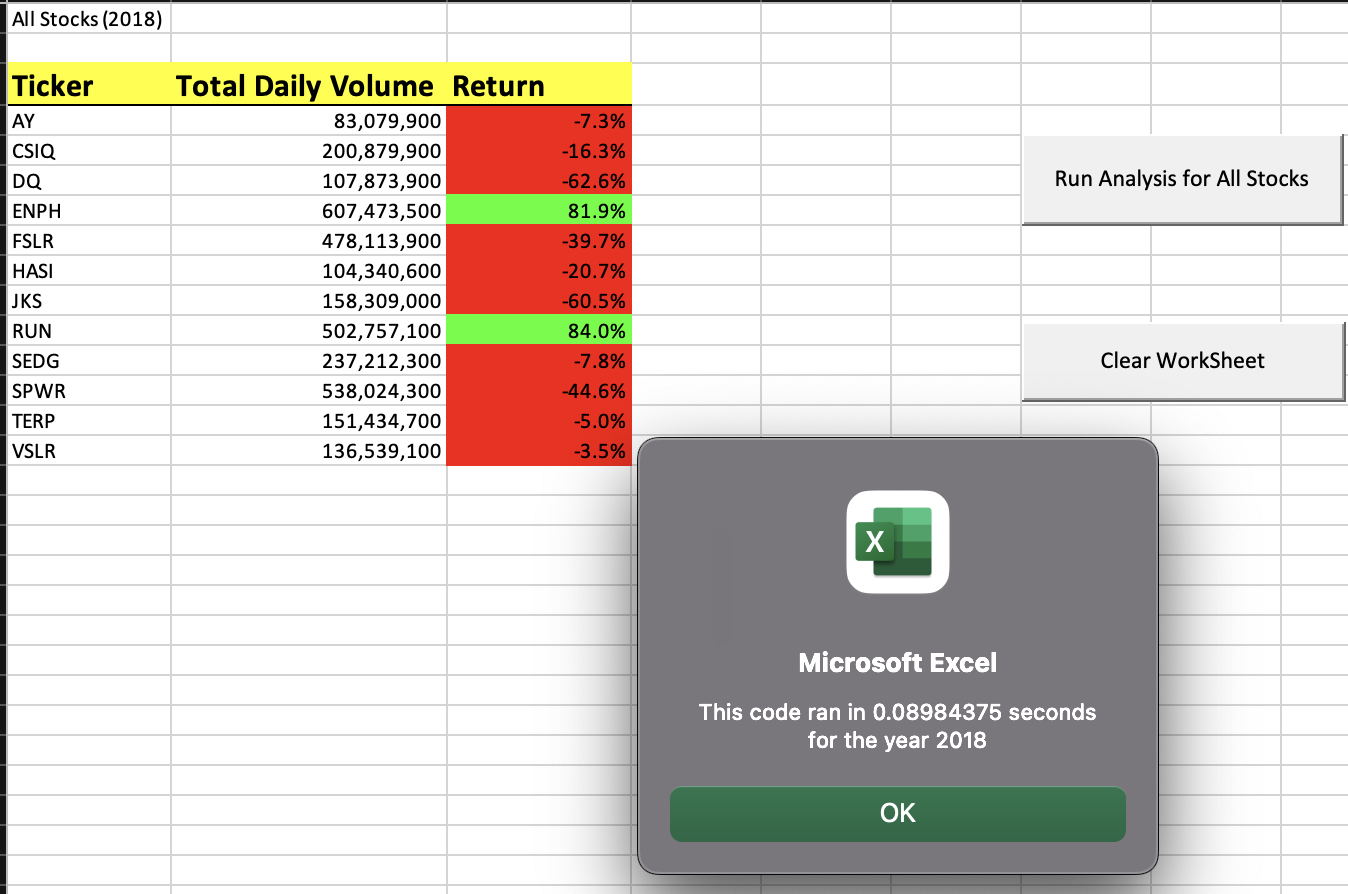 All Stocks (2018)
Ticker Total Daily Volume Return
AY 83,079,900 -7.3%
CSIQ 200,879,900 -16.3%
DQ 107,873,900 -62.6%
ENPH 607,473,500 81.9%
FSLR 478,113,900 -39.7%
HASI 104,340,600 -20.7%
JKS 158,309,000 -60.5%
RUN 502,757,100 84.0%
SEDG 237,212,300 -7.8%
SPWR 538,024,300 -44.6%
TERP 151,434,700 -5.0%
VSLR 136,539,100 -3.5%
Run Analysis for All Stocks
Clear WorkSheet
X
Microsoft Excel
This code ran in 0.08984375 seconds
for the year 2018
OK